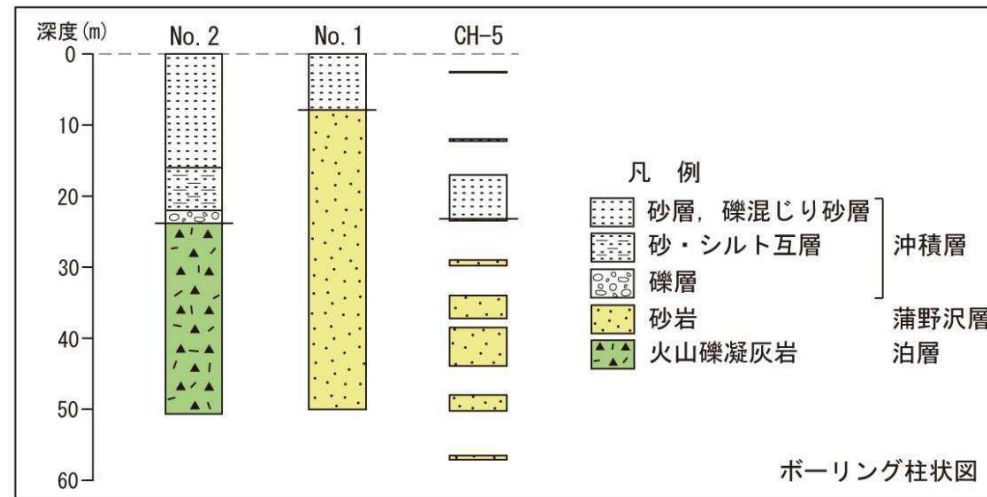 深度(m)
No. 2
No. 1
CH-5
0
10
20
30
40
50
60
凡 例
砂層, 礫混じり砂層
砂・シルト互層
沖積層
礫層
砂岩
蒲野沢層
火山礫凝灰岩
泊層
ボーリング柱状図